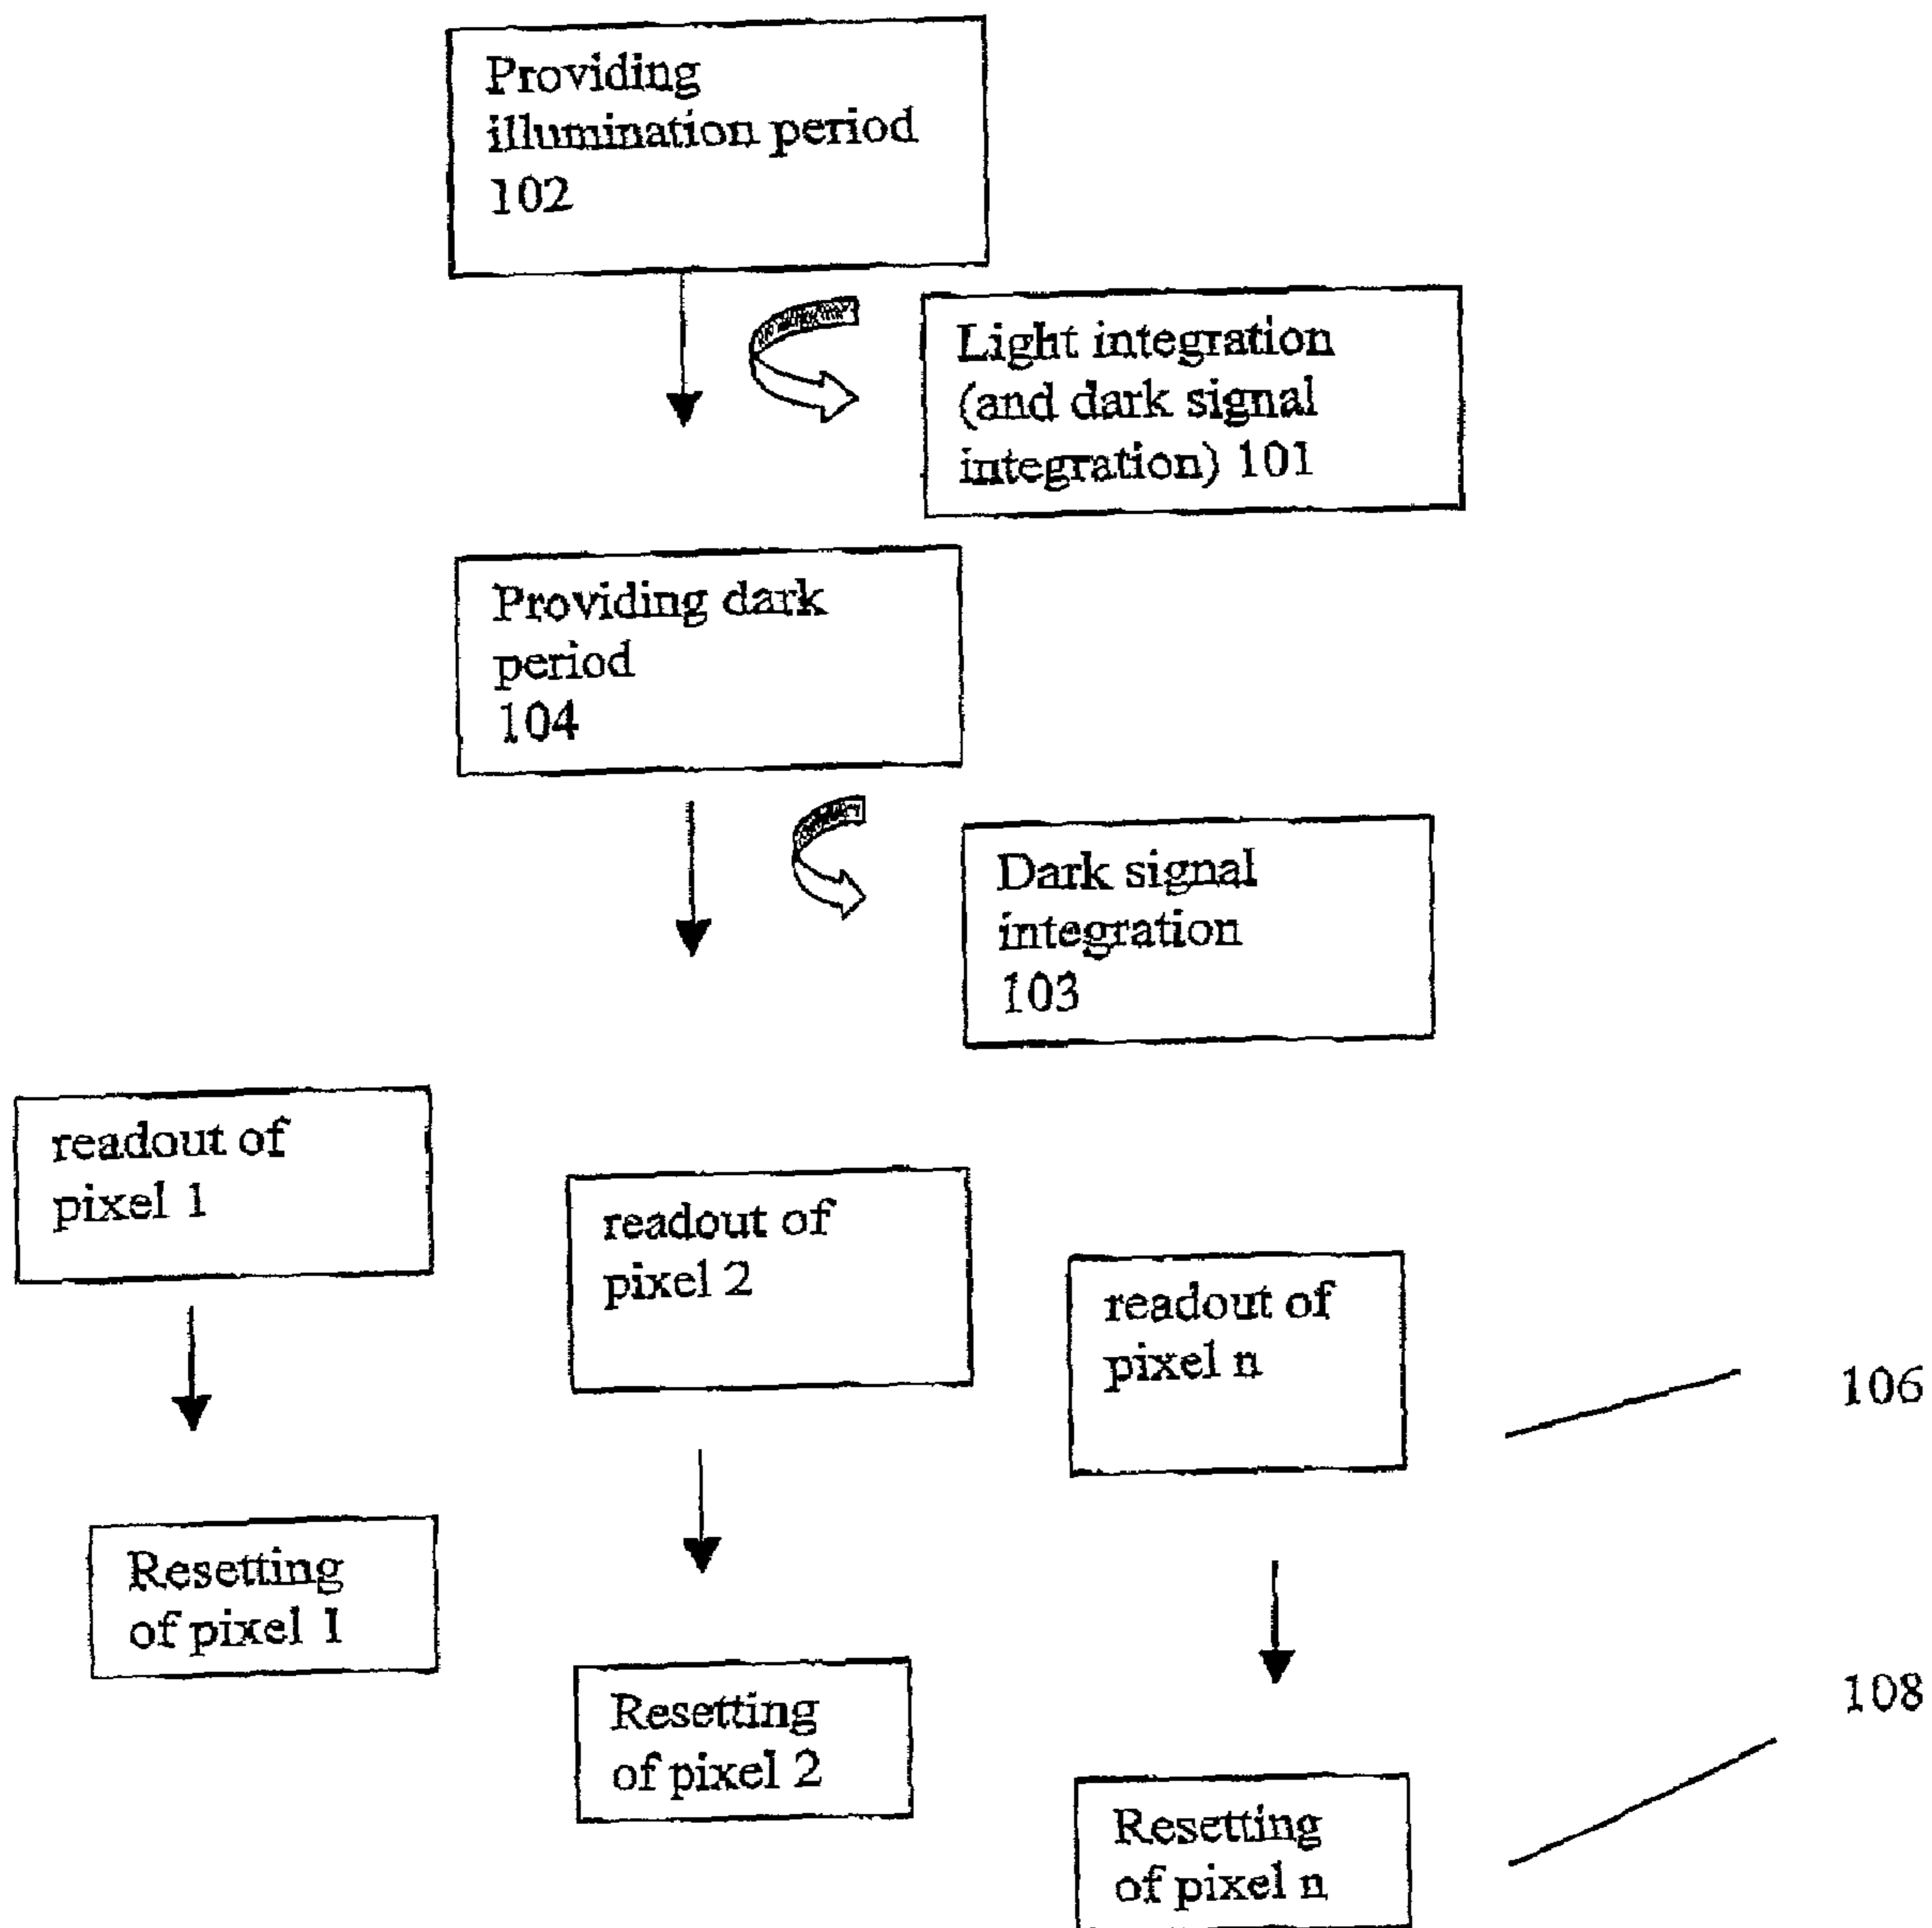 Providing
illumination period
102
Light integration
(and dark signal
integration) 101
Providing dark
period
104
Dark signal
integration
103
readout of
pixel 1
readout of
pixel 2
readout of
pixel n
106
Resetting
of pixel 1
Resetting
of pixel 2
108
Resetting
of pixel n